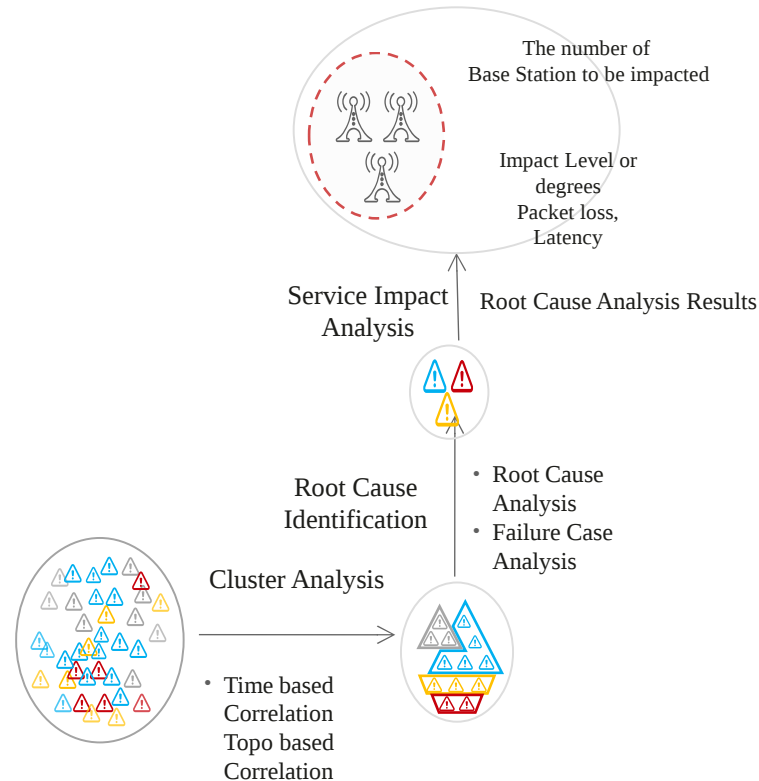 The number of
Base Station to be impacted
Impact Level or
degrees
Packet loss,
Latency
Service Impact
Analysis
Root Cause Analysis Results
Root Cause
Identification
• Root Cause
Analysis
• Failure Case
Analysis
Cluster Analysis
• Time based
Correlation
Topo based
Correlation